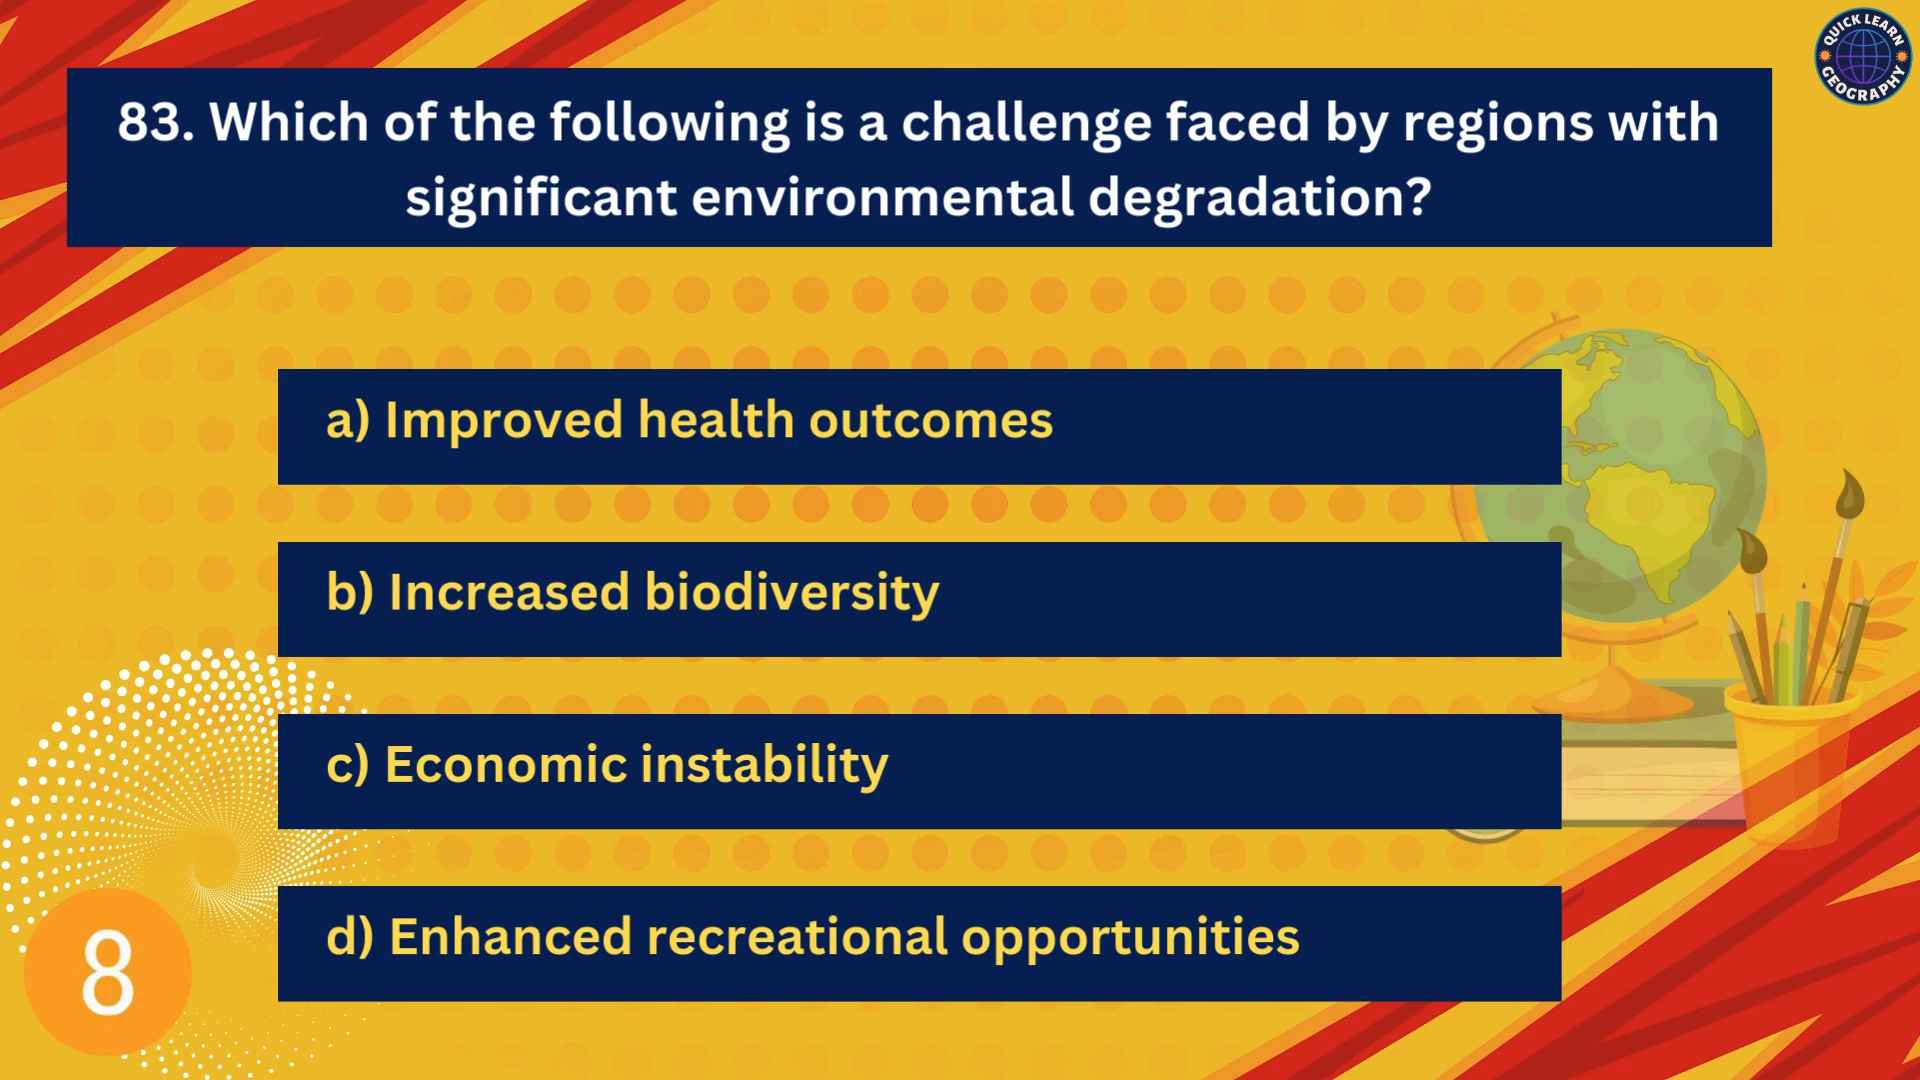 QUICK LEARN
GEOGRAPHY
83. Which of the following is a challenge faced by regions with
significant environmental degradation?
a) Improved health outcomes
b) Increased biodiversity
c) Economic instability
d) Enhanced recreational opportunities
8